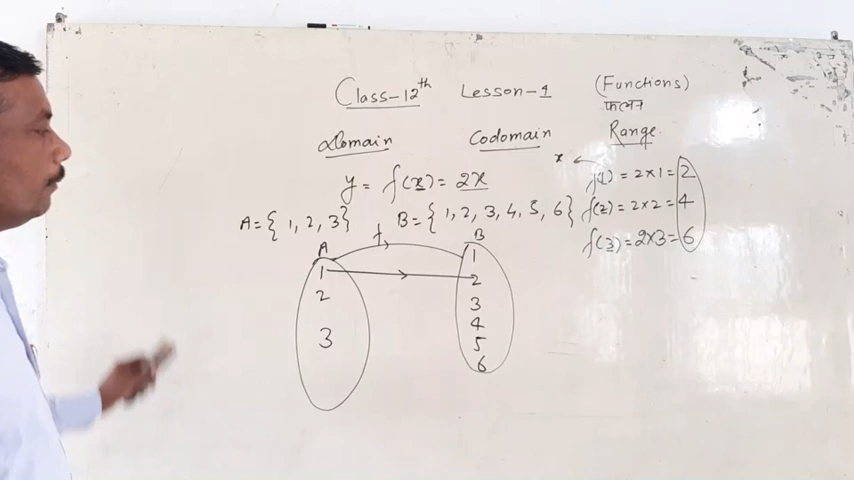 Class-12th Lesson-1 (Functions)
फलन
Domain Codomain Range
y = f(x) = 2x
x
f(1) = 2×1 = 2
f(2) = 2×2 = 4
f(3) = 2×3 = 6
A = { 1, 2, 3 } B = { 1, 2, 3, 4, 5, 6 }
f
A B
1
2
3
1
2
3
4
5
6